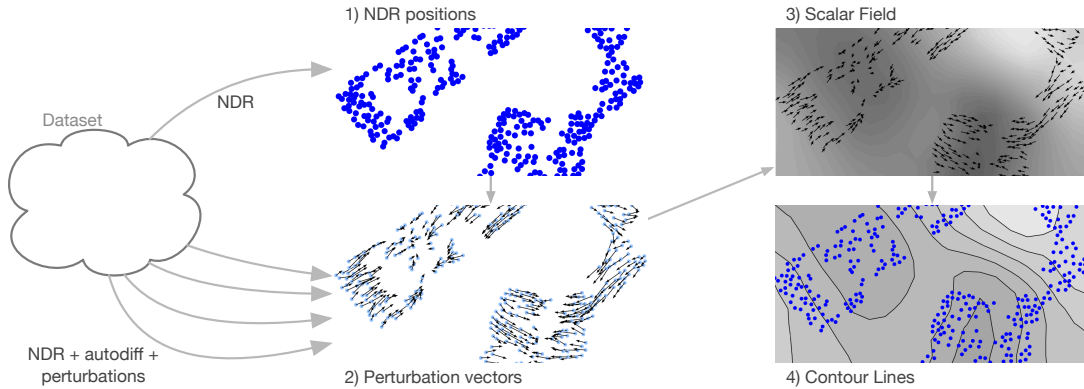 1) NDR positions
3) Scalar Field
NDR
Dataset
NDR + autodiff +
perturbations
2) Perturbation vectors
4) Contour Lines